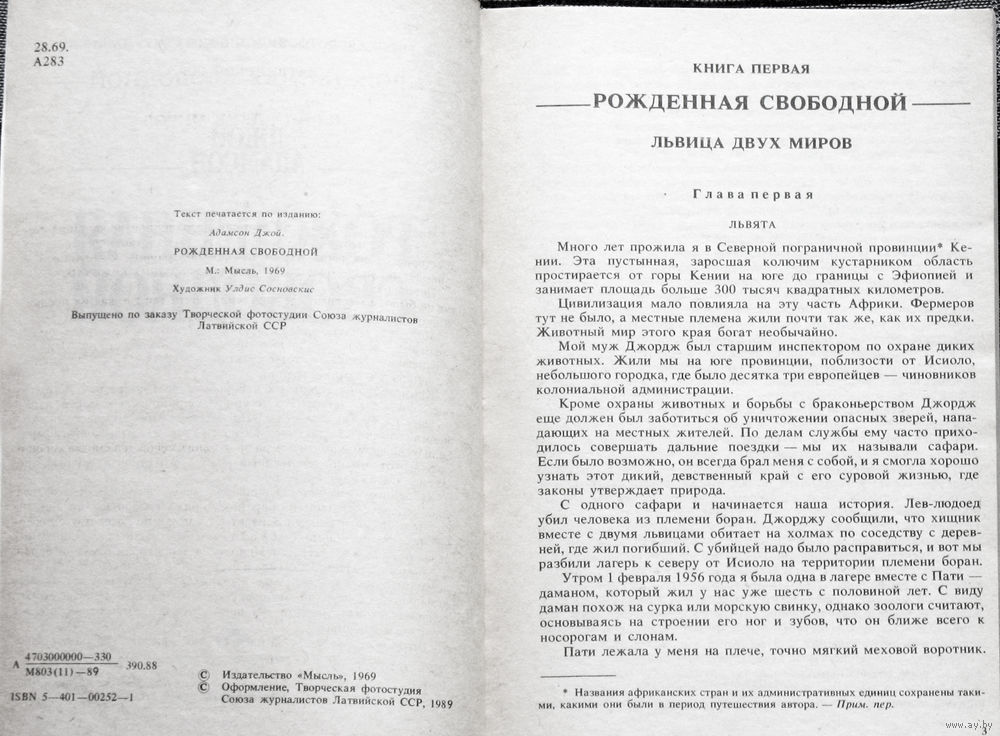 28.69.
А283
Текст печатается по изданию:
Адамсон Джой.
РОЖДЕННАЯ СВОБОДНОЙ
М.: Мысль, 1969
Художник Улдис Сосновскис
Выпущено по заказу Творческой фотостудии Союза журналистов
Латвийской ССР
А 4703000000—330
М803(11)—89
390.88
ISBN 5—401—00252—1
© Издательство «Мысль», 1969
© Оформление, Творческая фотостудия
Союза журналистов Латвийской ССР, 1989
КНИГА ПЕРВАЯ
РОЖДЕННАЯ СВОБОДНОЙ
ЛЬВИЦА ДВУХ МИРОВ
Глава первая
ЛЬВЯТА
Много лет прожила я в Северной пограничной провинции* Ке-
нии. Эта пустынная, заросшая колючим кустарником область
простирается от горы Кении на юге до границы с Эфиопией и
занимает площадь больше 300 тысяч квадратных километров.
Цивилизация мало повлияла на эту часть Африки. Фермеров
тут не было, а местные племена жили почти так же, как их предки.
Животный мир этого края богат необычайно.
Мой муж Джордж был старшим инспектором по охране диких
животных. Жили мы на юге провинции, поблизости от Исиоло,
небольшого городка, где было десятка три европейцев — чиновников
колониальной администрации.
Кроме охраны животных и борьбы с браконьерством Джордж
еще должен был заботиться об уничтожении опасных зверей, напа-
дающих на местных жителей. По делам службы ему часто прихо-
дилось совершать дальние поездки — мы их называли сафари.
Если было возможно, он всегда брал меня с собой, и я смогла хорошо
узнать этот дикий, девственный край с его суровой жизнью, где
законы утверждает природа.
С одного сафари и начинается наша история. Лев-людоед
убил человека из племени боран. Джорджу сообщили, что хищник
вместе с двумя львицами обитает на холмах по соседству с дерев-
ней, где жил погибший. С убийцей надо было расправиться, и вот мы
разбили лагерь к северу от Исиоло на территории племени боран.
Утром 1 февраля 1956 года я была одна в лагере вместе с Пати —
даманом, который жил у нас уже шесть с половиной лет. С виду
даман похож на сурка или морскую свинку, однако зоологи считают,
основываясь на строении его ног и зубов, что он ближе всего к
носорогам и слонам.
Пати лежала у меня на плече, точно мягкий меховой воротник.
* Названия африканских стран и их административных единиц сохранены таки-
ми, какими они были в период путешествия автора. — Прим. пер.
3
www.ay.by